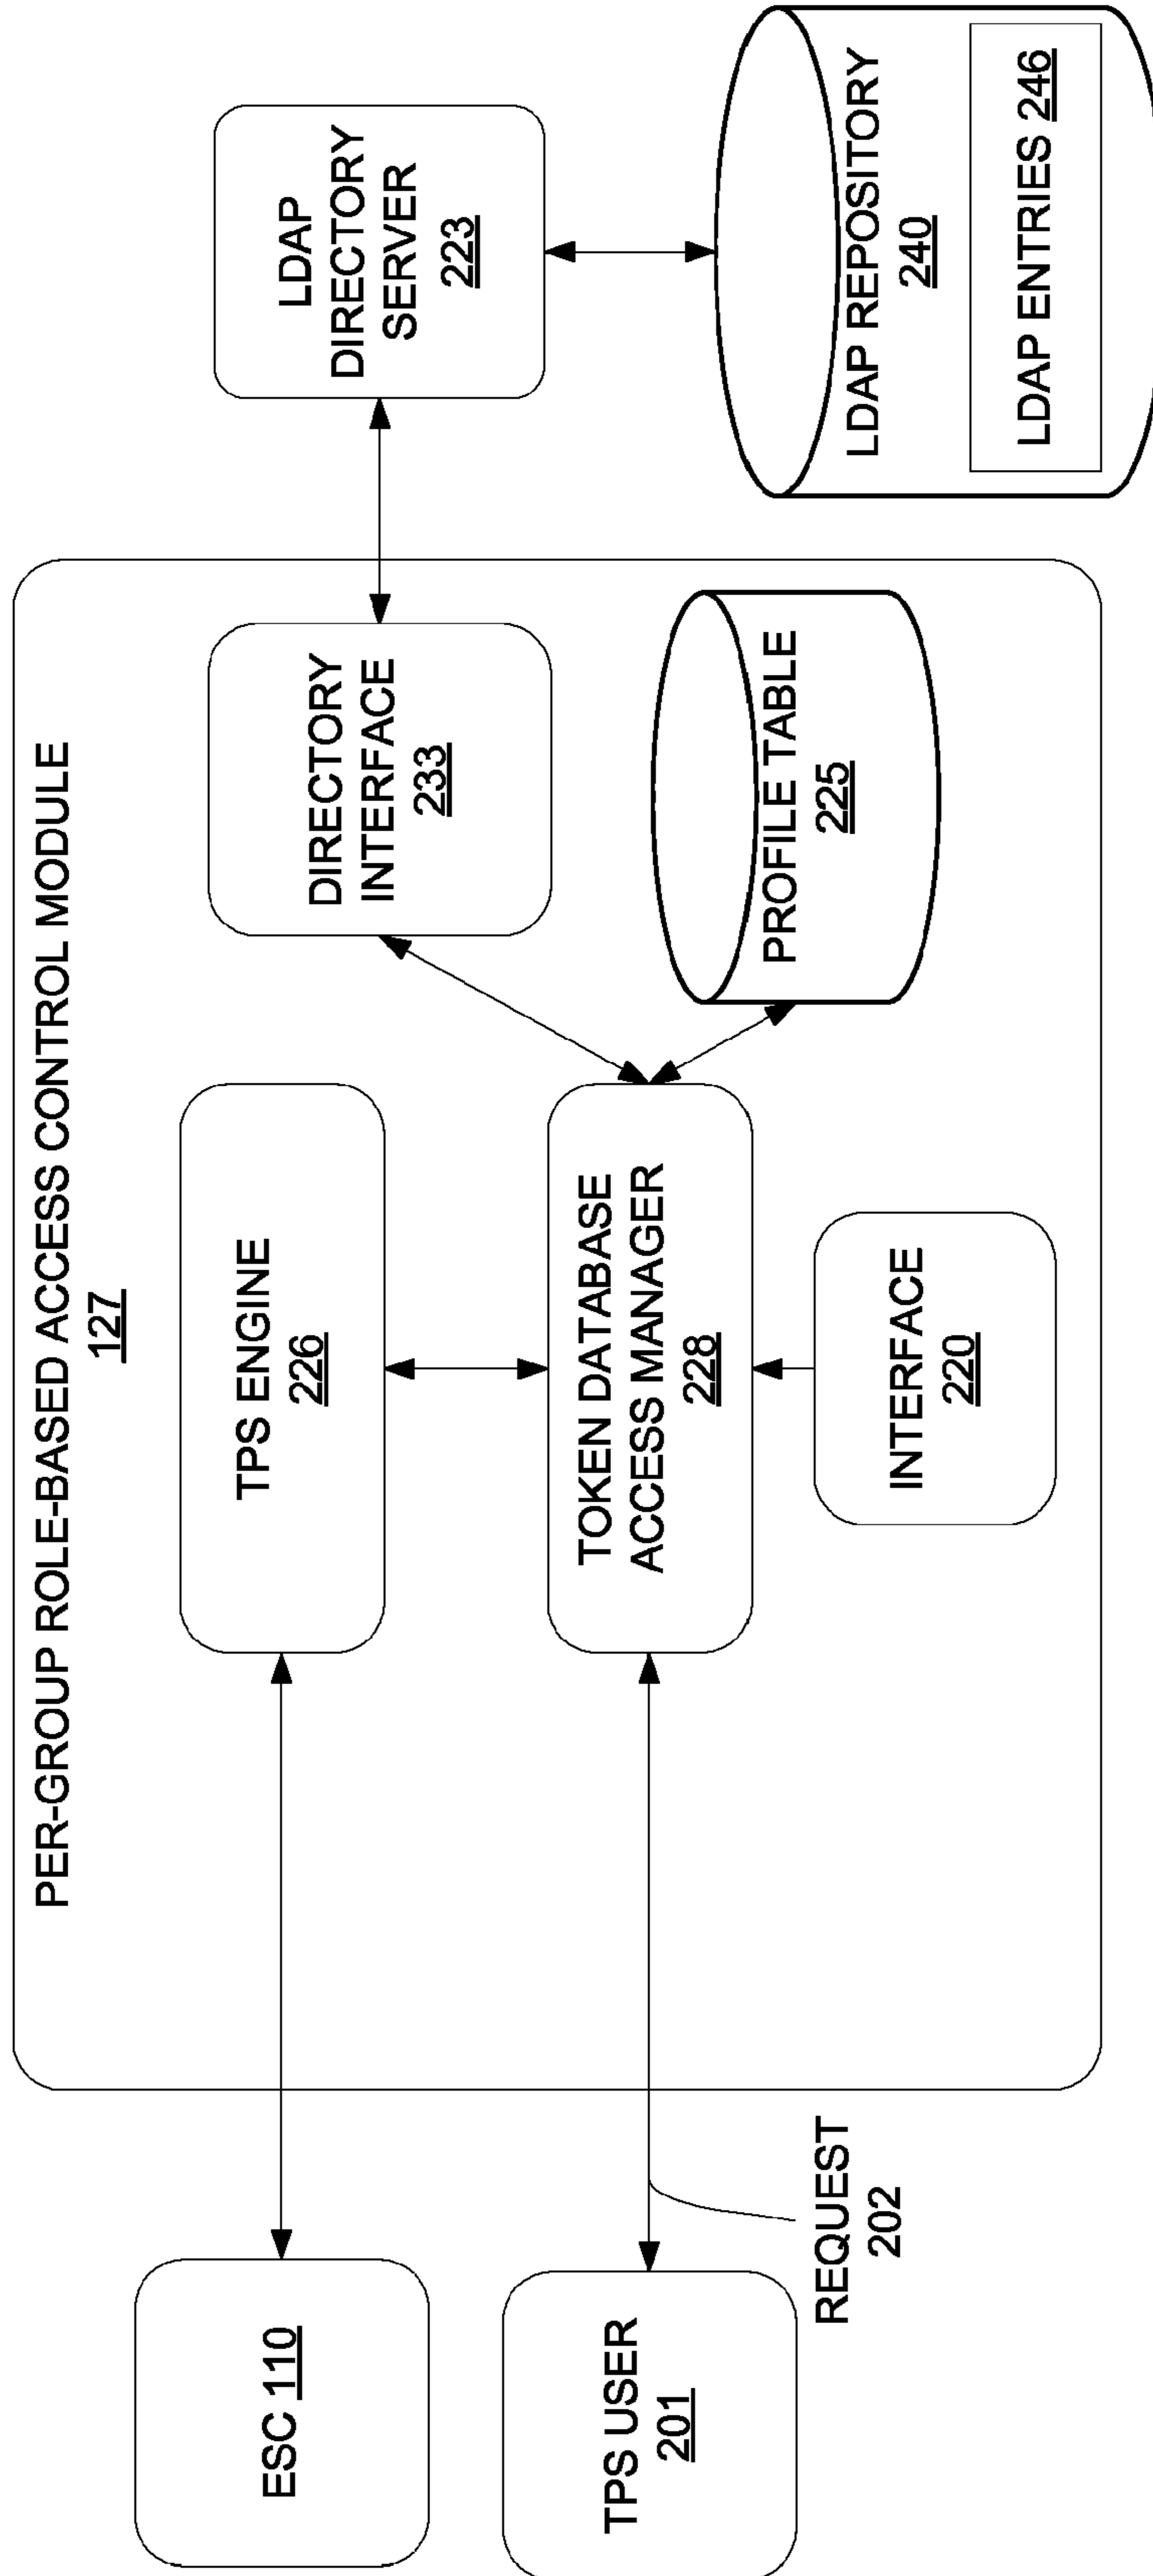 PER-GROUP ROLE-BASED ACCESS CONTROL MODULE
127
ESC 110
TPS USER
201
REQUEST
202
TPS ENGINE
226
TOKEN DATABASE
ACCESS MANAGER
228
INTERFACE
220
DIRECTORY
INTERFACE
233
PROFILE TABLE
225
LDAP
DIRECTORY
SERVER
223
LDAP REPOSITORY
240
LDAP ENTRIES 246